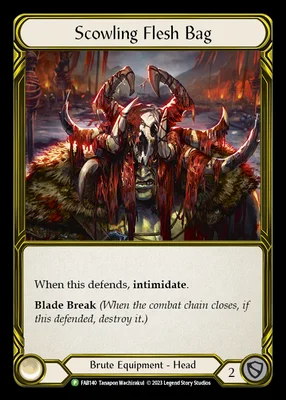 Scowling Flesh Bag
When this defends, intimidate.
Blade Break (When the combat chain closes, if
this defended, destroy it.)
Brute Equipment - Head
2
P FAB140 Tanapon Wachirakul | © 2023 Legend Story Studios